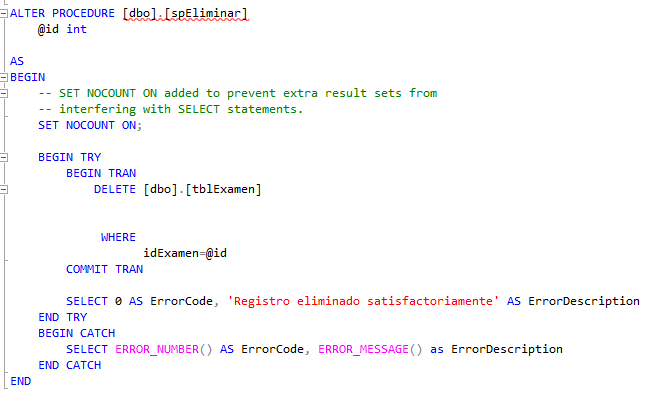 ALTER PROCEDURE [dbo].[spEliminar]
@id int
AS
BEGIN
-- SET NOCOUNT ON added to prevent extra result sets from
-- interfering with SELECT statements.
SET NOCOUNT ON;
BEGIN TRY
BEGIN TRAN
DELETE [dbo].[tblExamen]
WHERE
idExamen=@id
COMMIT TRAN
SELECT 0 AS ErrorCode, 'Registro eliminado satisfactoriamente' AS ErrorDescription
END TRY
BEGIN CATCH
SELECT ERROR_NUMBER() AS ErrorCode, ERROR_MESSAGE() as ErrorDescription
END CATCH
END